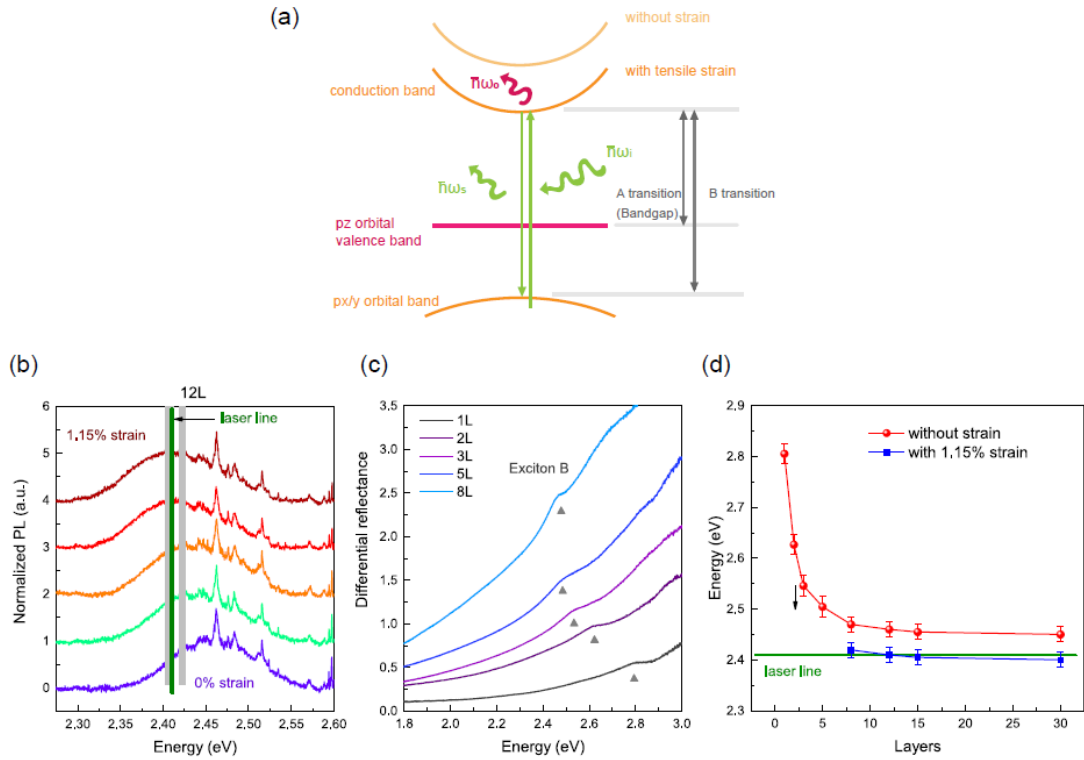 (a)
without strain
with tensile strain
conduction band
ħω₀
ħωᵢ
ħωₛ
A transition
(Bandgap)
B transition
pz orbital
valence band
px/y orbital band
(b)
12L
laser line
1,15% strain
0% strain
Normalized PL (a.u.)
6
5
4
3
2
1
0
2,30 2,35 2,40 2,45 2,50 2,55 2,60
Energy (eV)
(c)
1L
2L
3L
5L
8L
Exciton B
Differential reflectance
3.5
3.0
2.5
2.0
1.5
1.0
0.5
0.0
1.8 2.0 2.2 2.4 2.6 2.8 3.0
Energy (eV)
(d)
without strain
with 1,15% strain
laser line
Energy (eV)
2.9
2.8
2.7
2.6
2.5
2.4
2.3
0 5 10 15 20 25 30
Layers